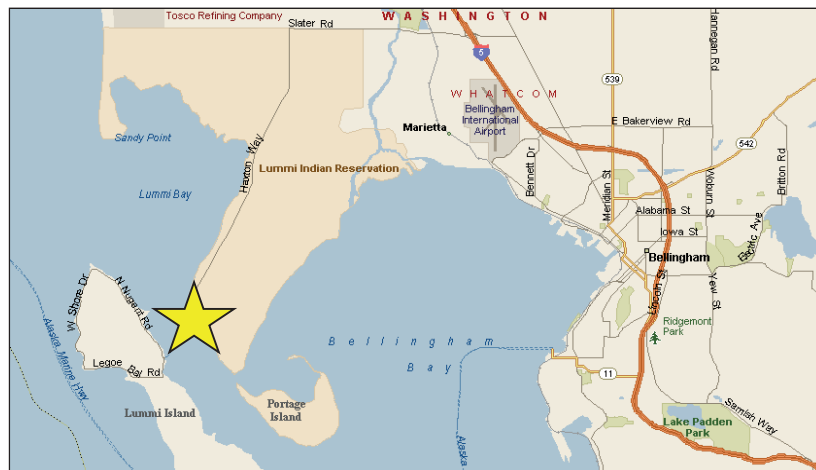 Tosco Refining Company
Slater Rd
WASHINGTON
Hannegan Rd
5
539
WHATCOM
Bellingham
International
Airport
Marietta
E Bakerview Rd
542
Sandy Point
Haxton Way
Lummi Indian Reservation
Bennett Dr
Meridian St
Woburn St
Britton Rd
Lummi Bay
Alabama St
Iowa St
Electric Ave
Bellingham
Lincoln St
Yew St
W Shore Dr
N Nugent Rd
Alaska Marine Hwy
Ridgemont
Park
Bellingham
Bay
Legoe
Bay Rd
11
Portage
Island
Lummi Island
Samish Way
Lake Padden
Park
Alaska